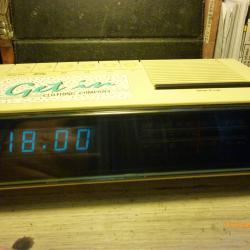 Get in
CLOTHING COMPANY
18.00